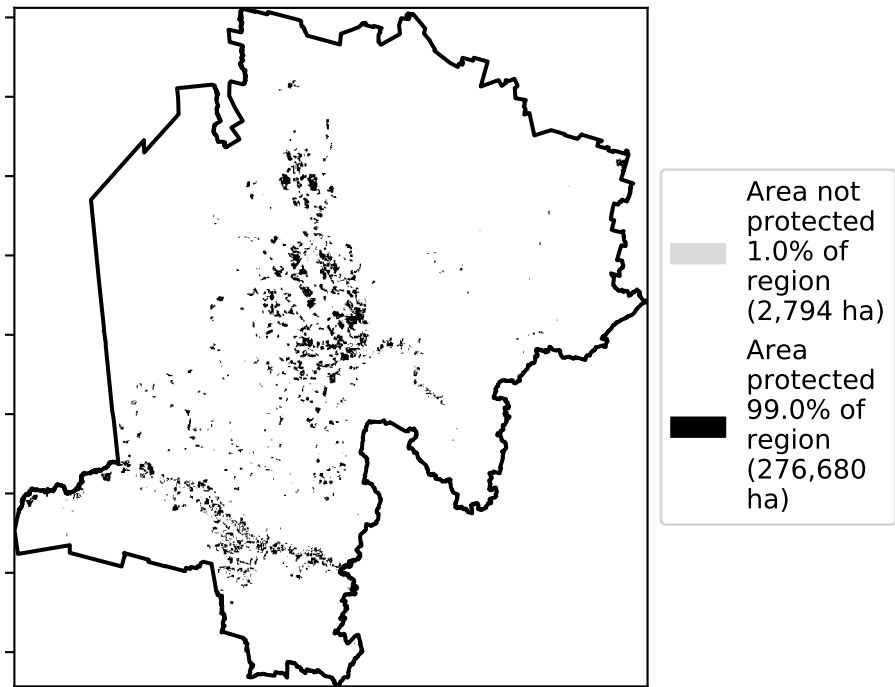 Area not
protected
1.0% of
region
(2,794 ha)
Area
protected
99.0% of
region
(276,680
ha)